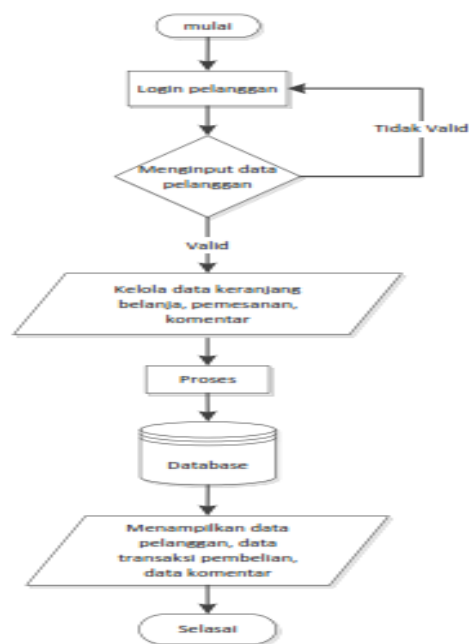 mulai
Login pelanggan
Tidak Valid
Menginput data
pelanggan
Valid
Kelola data keranjang
belanja, pemesanan,
komentar
Proses
Database
Menampilkan data
pelanggan, data
transaksi pembelian,
data komentar
Selasai